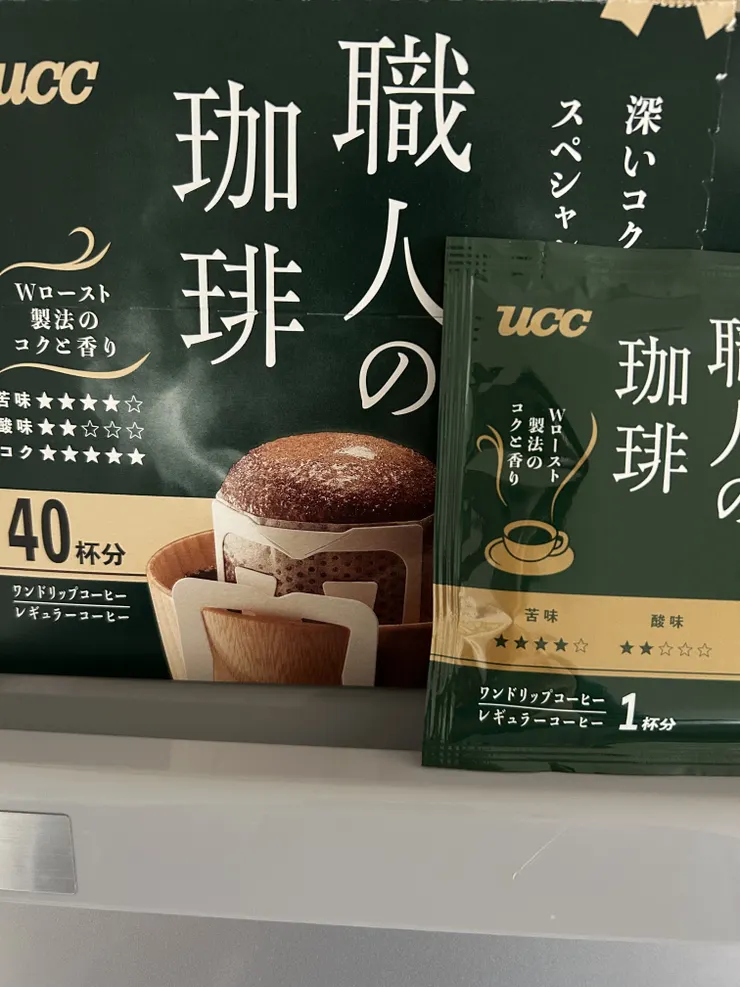 ucc
職人の
珈琲
深いコク
スペシャ
Wロースト
製法の
コクと香り
苦味★★★★☆
酸味★★☆☆☆
コク★★★★★
40杯分
ワンドリップコーヒー
レギュラーコーヒー
ucc
職人の
珈琲
Wロースト
製法の
コクと香り
苦味
★★★★☆
酸味
★★☆☆☆
ワンドリップコーヒー
レギュラーコーヒー
1杯分